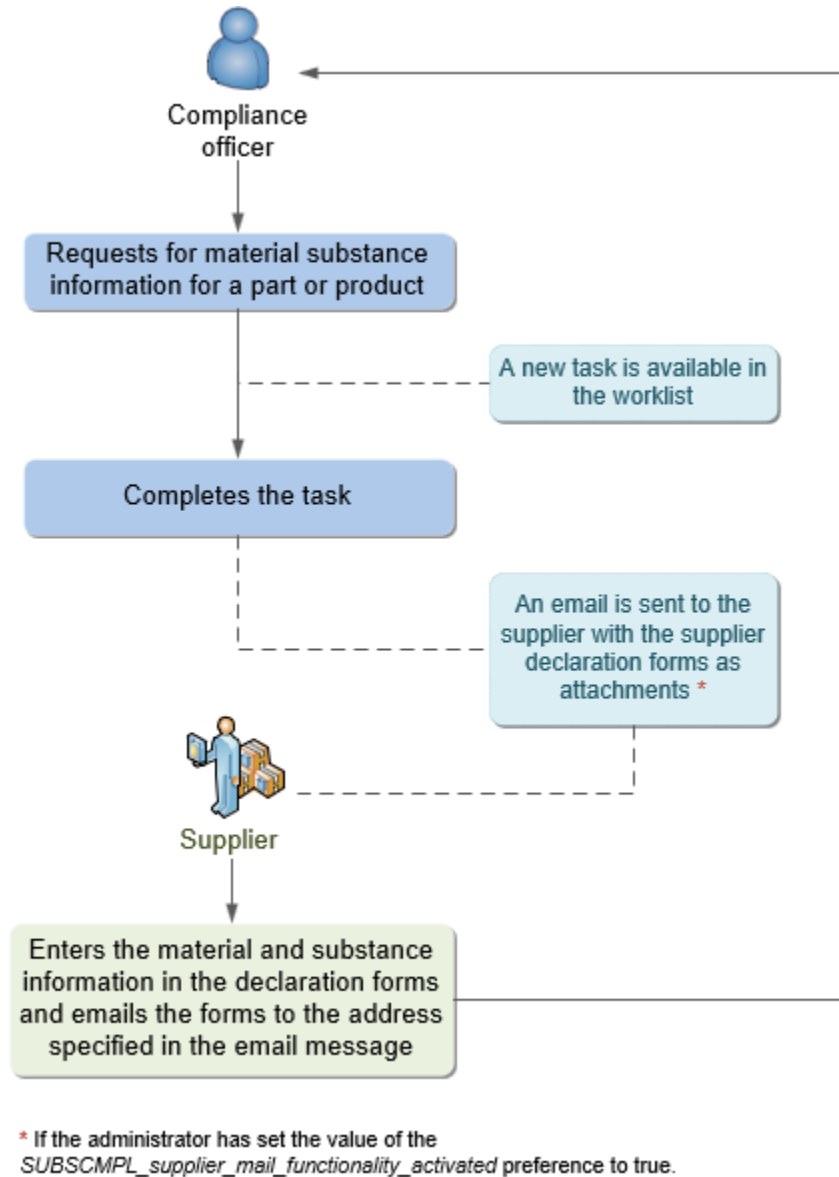 Compliance
officer
Requests for material substance
information for a part or product
A new task is available in
the worklist
Completes the task
An email is sent to the
supplier with the supplier
declaration forms as
attachments *
Supplier
Enters the material and substance
information in the declaration forms
and emails the forms to the address
specified in the email message
* If the administrator has set the value of the
SUBSCMPL_supplier_mail_functionality_activated preference to true.